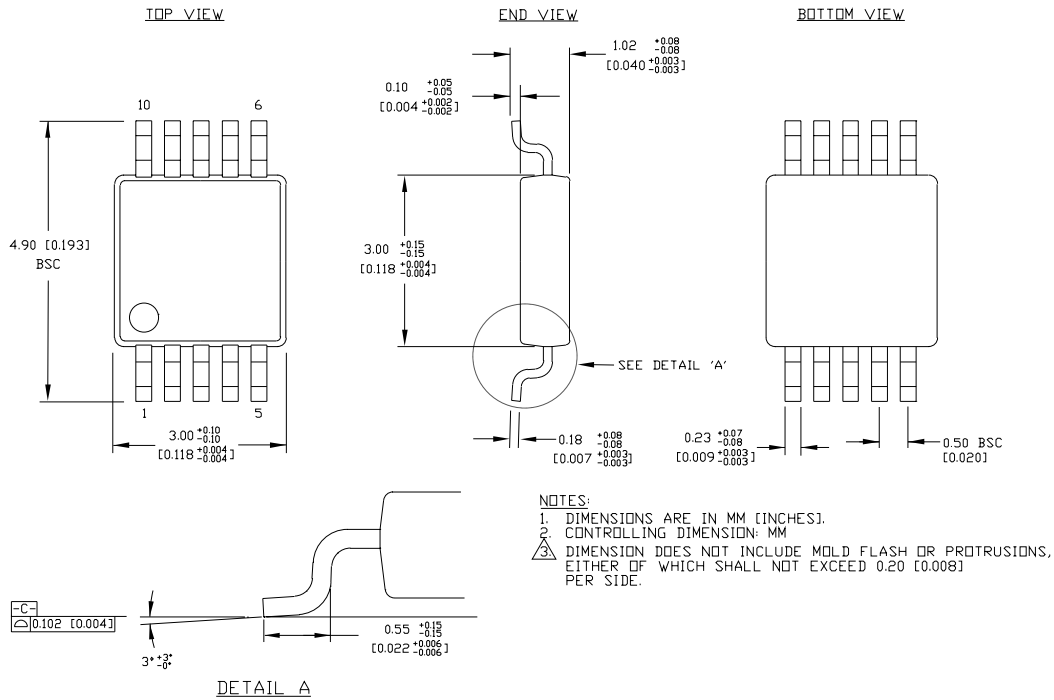 TOP VIEW
END VIEW
BOTTOM VIEW
10
6
4.90 [0.193]
BSC
1
5
3.00 +0.10 -0.10
[0.118 +0.004 -0.004]
1.02 +0.08 -0.08
[0.040 +0.003 -0.003]
0.10 +0.05 -0.05
[0.004 +0.002 -0.002]
3.00 +0.15 -0.15
[0.118 +0.004 -0.004]
SEE DETAIL 'A'
0.18 +0.08 -0.08
[0.007 +0.003 -0.003]
0.23 +0.07 -0.08
[0.009 +0.003 -0.003]
0.50 BSC
[0.020]
NOTES:
1. DIMENSIONS ARE IN MM [INCHES].
2. CONTROLLING DIMENSION: MM
3. DIMENSION DOES NOT INCLUDE MOLD FLASH OR PROTRUSIONS,
EITHER OF WHICH SHALL NOT EXCEED 0.20 [0.008]
PER SIDE.
-C-
⌓ 0.102 [0.004]
3° +3° -0°
0.55 +0.15 -0.15
[0.022 +0.006 -0.006]
DETAIL A